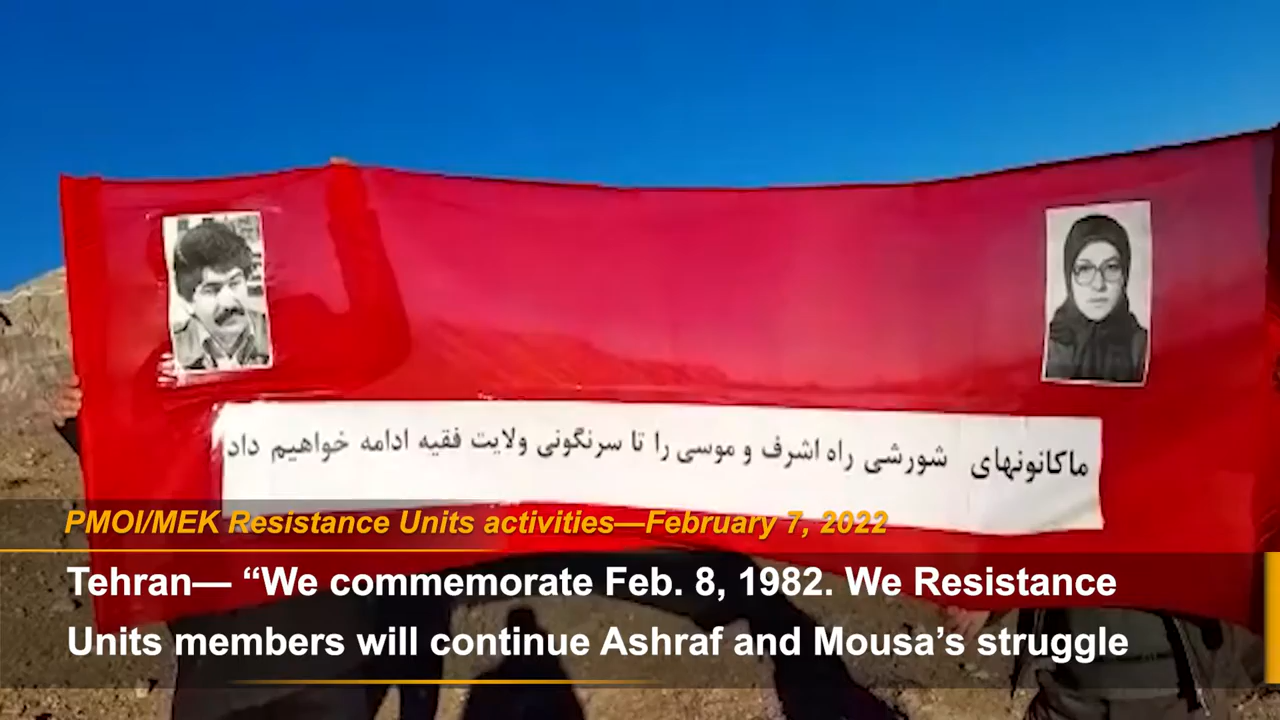 ماکانونهای شورشی راه اشرف و موسی را تا سرنگونی ولایت فقیه ادامه خواهیم داد
PMOI/MEK Resistance Units activities—February 7, 2022
Tehran— “We commemorate Feb. 8, 1982. We Resistance
Units members will continue Ashraf and Mousa’s struggle